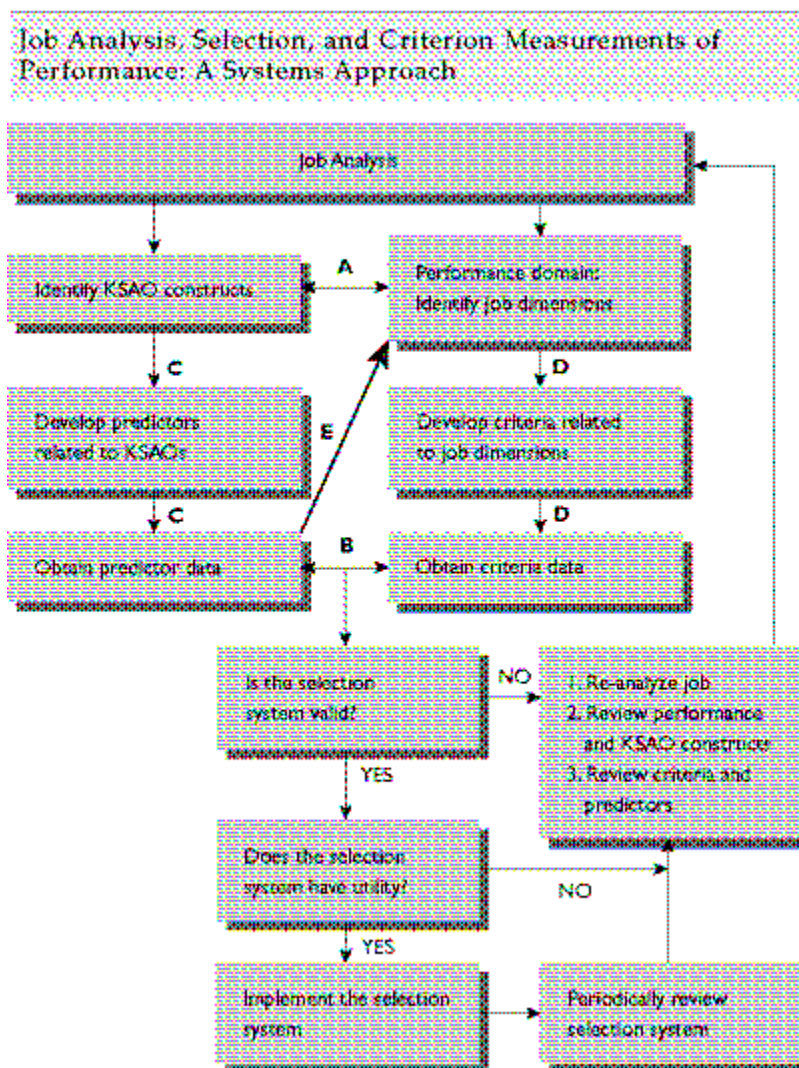 Job Analysis, Selection, and Criterion Measurements of
Performance: A Systems Approach
Job Analysis
Identify KSAO constructs
A
Performance domain:
Identify job dimensions
C
D
Develop predictors
related to KSAOs
E
Develop criteria related
to job dimensions
C
D
Obtain predictor data
B
Obtain criteria data
Is the selection
system valid?
NO
1. Re-analyze job
2. Review performance
and KSAO constructs
3. Review criteria and
predictors
YES
Does the selection
system have utility?
NO
YES
Implement the selection
system
Periodically review
selection system